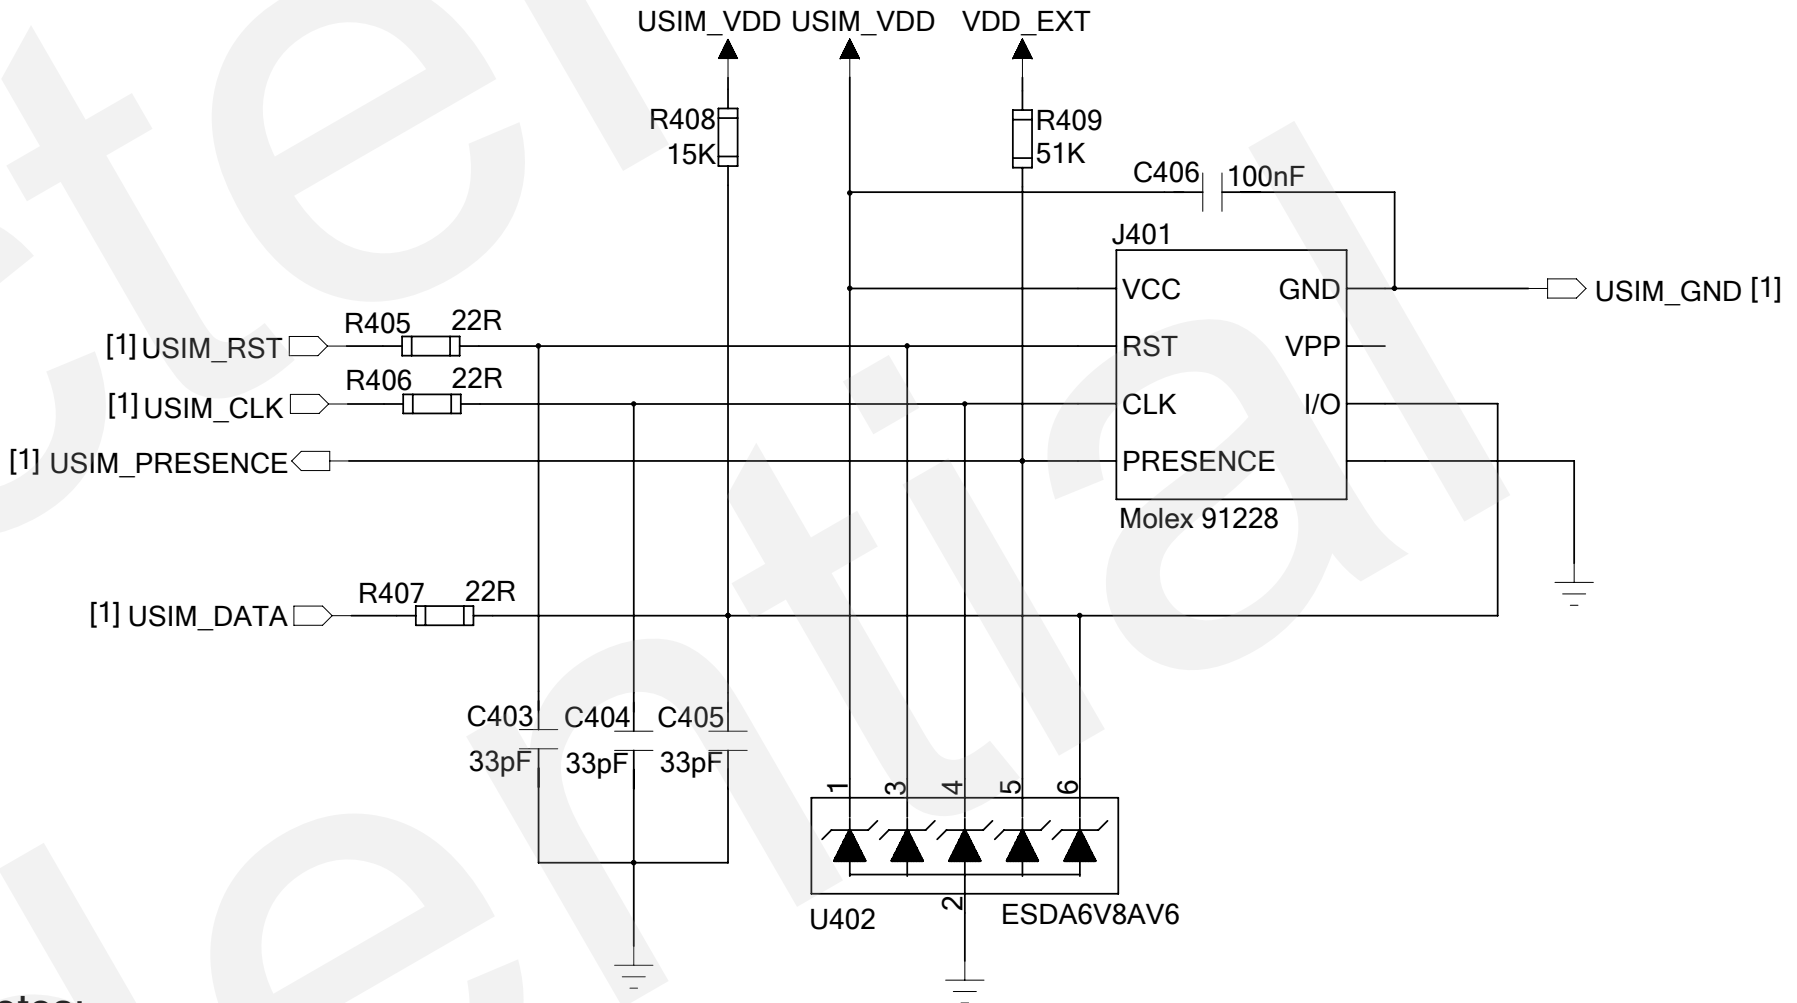 USIM_VDD USIM_VDD VDD_EXT
R408
15K
R409
51K
C406 100nF
J401
VCC GND
USIM_GND [1]
R405 22R
[1] USIM_RST
RST VPP
R406 22R
[1] USIM_CLK
CLK I/O
[1] USIM_PRESENCE
PRESENCE
Molex 91228
R407 22R
[1] USIM_DATA
C403 C404 C405
33pF 33pF 33pF
1 3 4 5 6
2
U402
ESDA6V8AV6